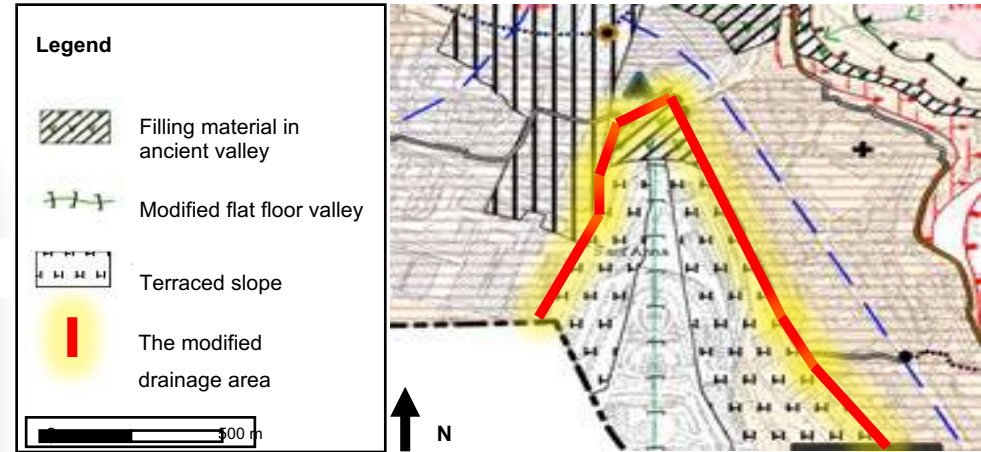 Legend
Filling material in
ancient valley
Modified flat floor valley
Terraced slope
The modified
drainage area
500 m
N